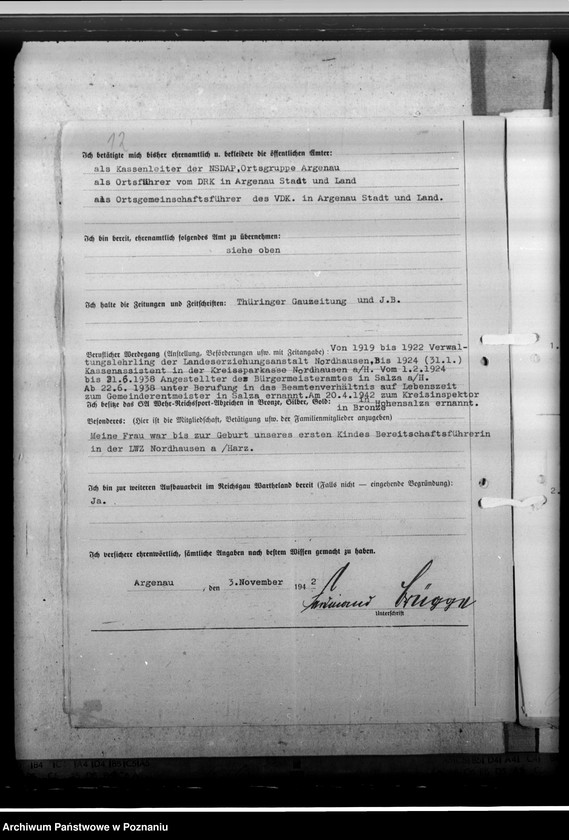 12
Ich betätigte mich bisher ehrenamtlich u. bekleidete die öffentlichen Ämter:
als Kassenleiter der NSDAP,Ortsgruppe Argenau
als Ortsführer vom DRK in Argenau Stadt und Land
als Ortsgemeinschaftsführer des VDK. in Argenau Stadt und Land.
Ich bin bereit, ehrenamtlich folgendes Amt zu übernehmen:
siehe oben
Ich halte die Zeitungen und Zeitschriften: Thüringer Gauzeitung und J.B.
Beruflicher Werdegang (Anstellung, Beförderungen usw. mit Zeitangabe): Von 1919 bis 1922 Verwal-
tungslehrling der Landeserziehungsanstalt Nordhausen,Bis 1924 (31.1.)
Kassenassistent in der Kreissparkasse Nordhausen a/H. Vom 1.2.1924
bis 21.6.1938 Angestellter des Bürgermeisteramtes in Salza a/H.
Ab 22.6.1938 unter Berufung in das Beamtenverhältnis auf Lebenszeit
zum Gemeinderentmeister in Salza ernannt.Am 20.4.1942 zum Kreisinspektor
in Hohensalza ernannt.
Ich besitze das SA Wehr-Reichsport-Abzeichen in Bronze, Silber, Gold: in Bronze
Besonderes: (Hier ist die Mitgliedschaft, Betätigung usw. der Familienmitglieder anzugeben)
Meine Frau war bis zur Geburt unseres ersten Kindes Bereitschaftsführerin
in der LWZ Nordhausen a /Harz.
Ich bin zur weiteren Aufbauarbeit im Reichsgau Wartheland bereit (Falls nicht — eingehende Begründung):
Ja.
Ich versichere ehrenwörtlich, sämtliche Angaben nach bestem Wissen gemacht zu haben.
Argenau, den 3.November 1942
Brügge
Unterschrift
1.
2.
Archiwum Państwowe w Poznaniu